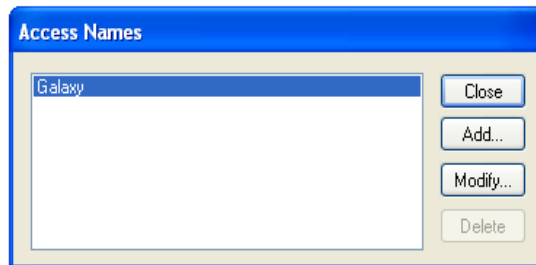 Access Names
Galaxy
Close
Add...
Modify...
Delete